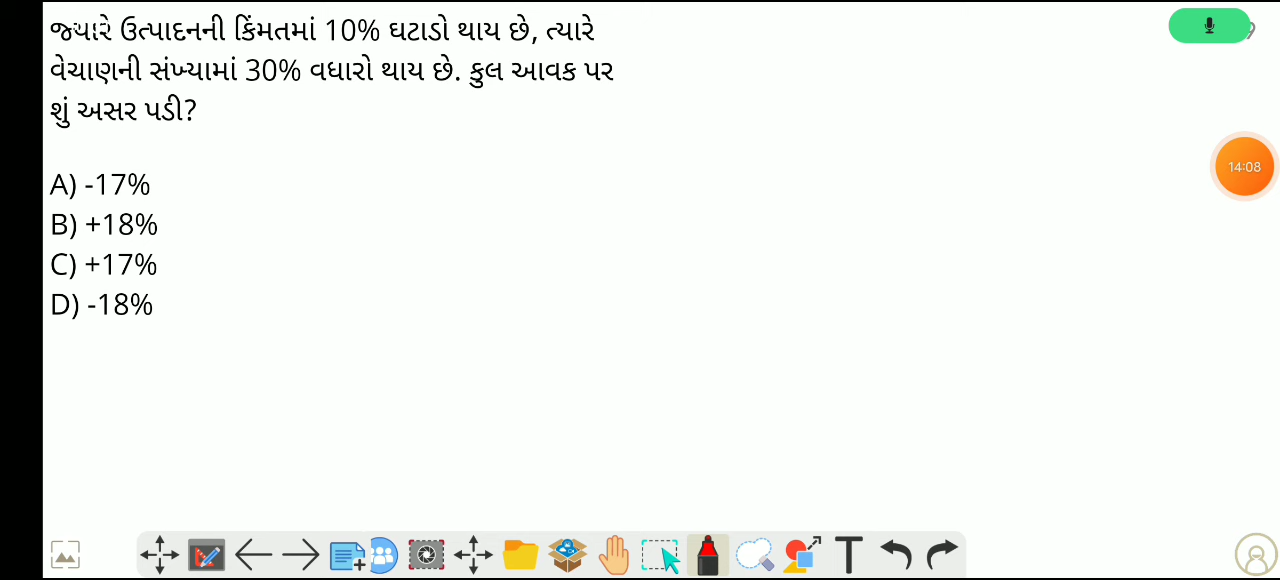 જ્યારે ઉત્પાદનની કિંમતમાં 10% ઘટાડો થાય છે, ત્યારે
વેચાણની સંખ્યામાં 30% વધારો થાય છે. કુલ આવક પર
શું અસર પડી?
A) -17%
B) +18%
C) +17%
D) -18%
14:08